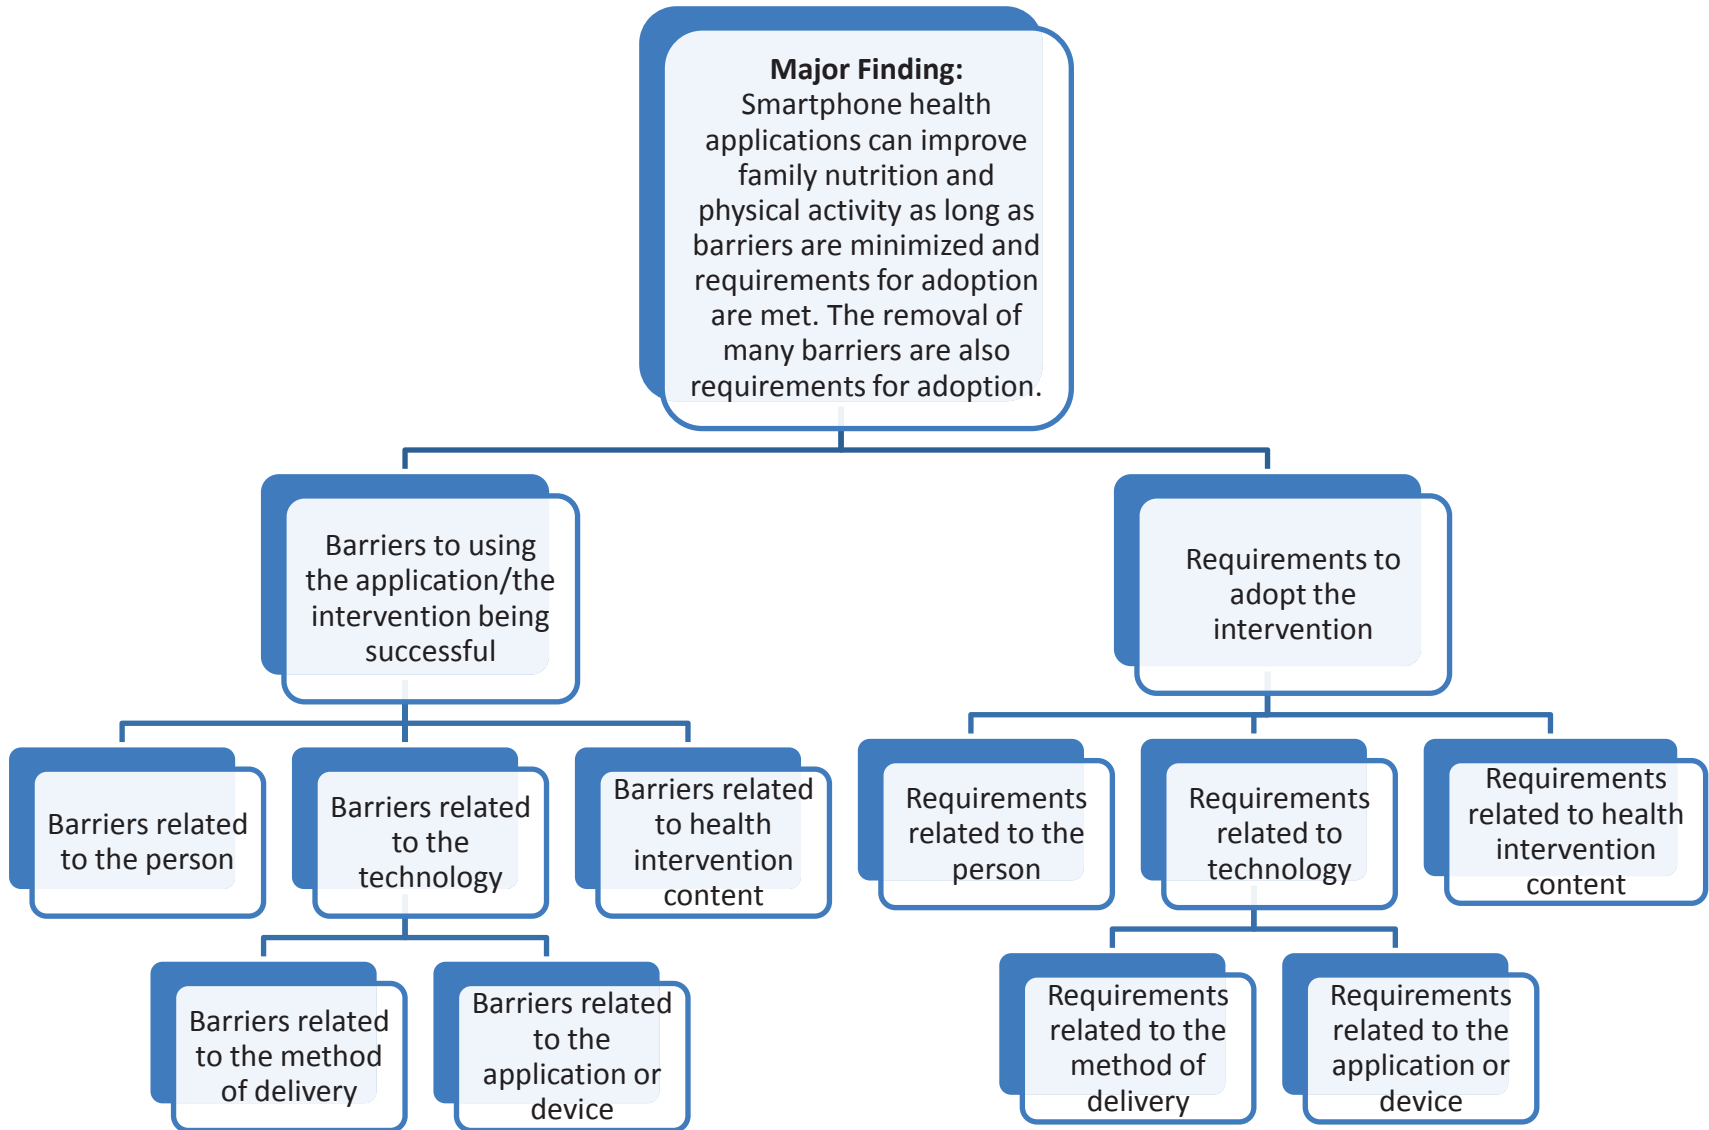 Major Finding:
Smartphone health
applications can improve
family nutrition and
physical activity as long as
barriers are minimized and
requirements for adoption
are met. The removal of
many barriers are also
requirements for adoption.
Barriers to using
the application/the
intervention being
successful
Requirements to
adopt the
intervention
Barriers related
to the person
Barriers related
to the
technology
Barriers related
to health
intervention
content
Requirements
related to the
person
Requirements
related to
technology
Requirements
related to health
intervention
content
Barriers related
to the method
of delivery
Barriers related
to the
application or
device
Requirements
related to the
method of
delivery
Requirements
related to the
application or
device